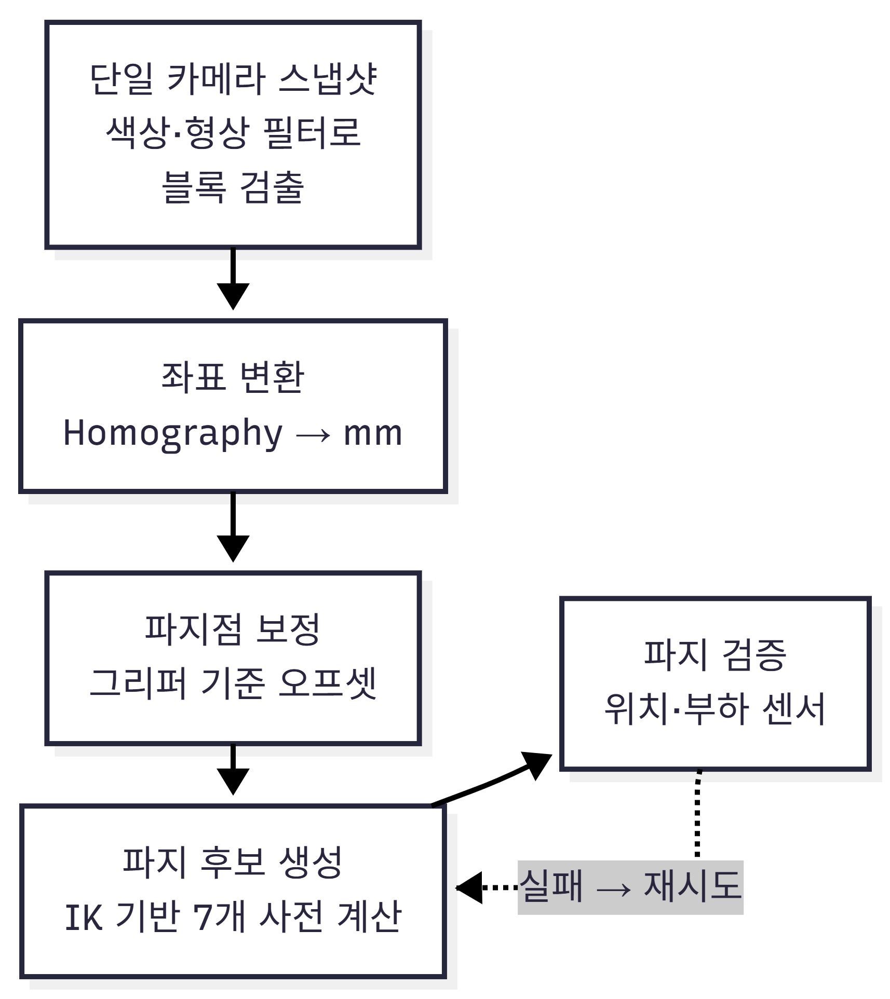 단일 카메라 스냅샷
색상·형상 필터로
블록 검출
좌표 변환
Homography → mm
파지점 보정
그리퍼 기준 오프셋
파지 후보 생성
IK 기반 7개 사전 계산
파지 검증
위치·부하 센서
실패 → 재시도